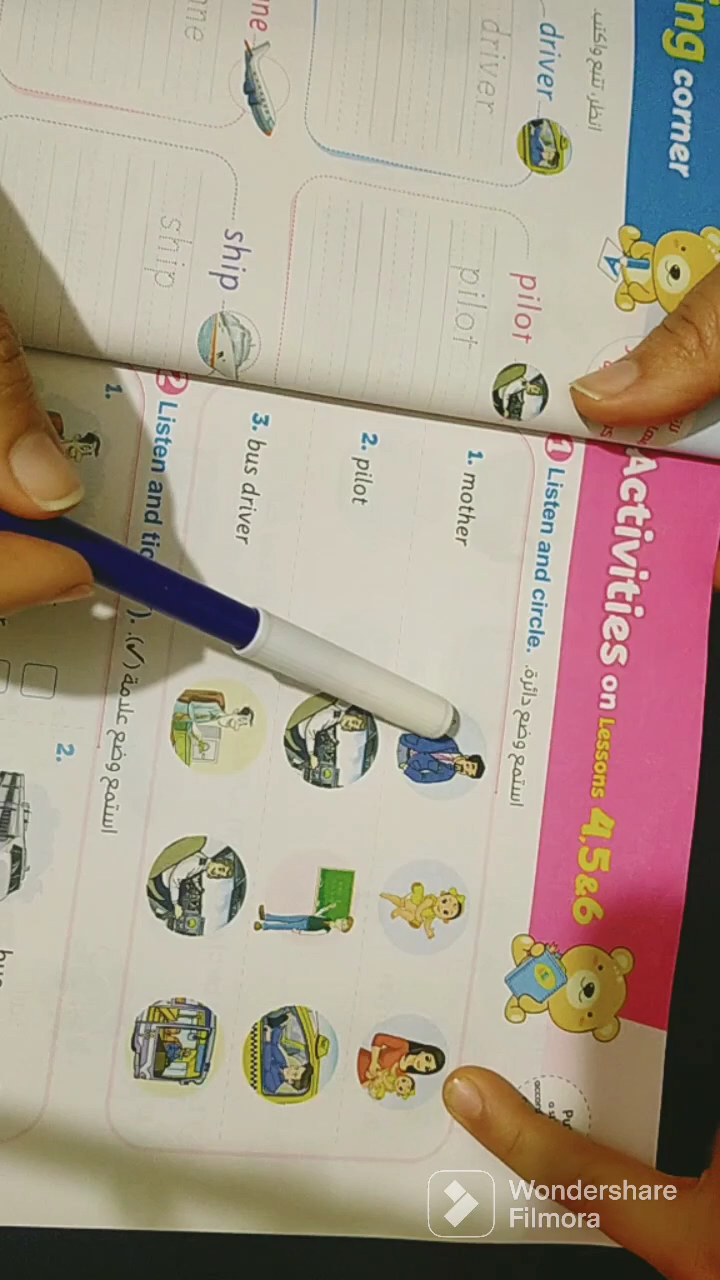 ing corner
انظر، تتبع واكتب.
driver
driver
pilot
pilot
ship
ship
Activities on Lessons 4,5&6
1 Listen and circle. استمع وضع دائرة.
1. mother
2. pilot
3. bus driver
2 Listen and tic ). استمع وضع علامة (✓).
1.
2.
Wondershare
Filmora